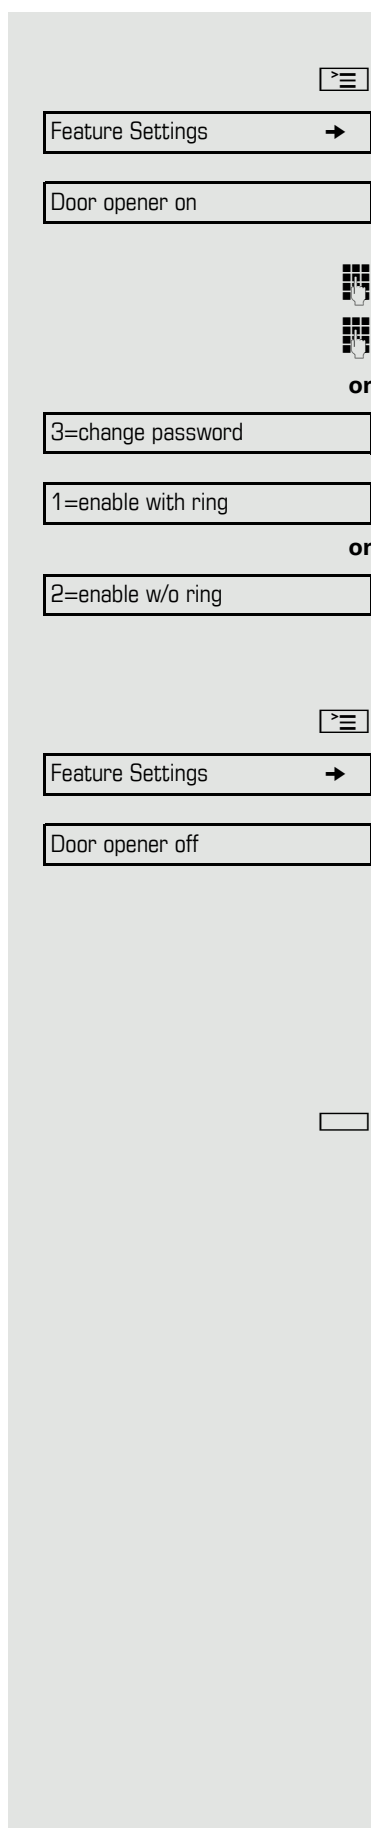 Feature Settings
Door opener on
or
3=change password
1=enable with ring
or
2=enable w/o ring
Feature Settings
Door opener off